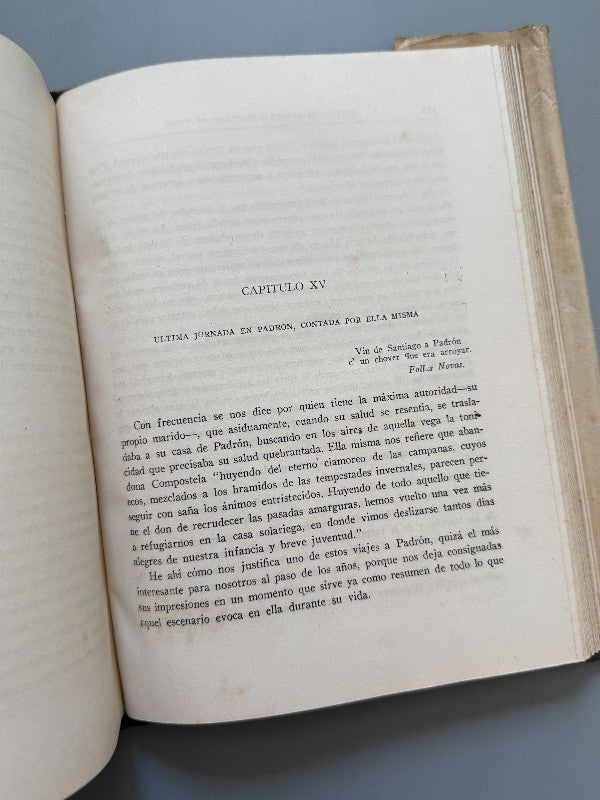 CAPITULO XV
ULTIMA JORNADA EN PADRON, CONTADA POR ELLA MISMA
Vin de Santiago a Padrón
c' un chover que era arroyar.
Follas Novas.
Con frecuencia se nos dice por quien tiene la máxima autoridad—su
propio marido—, que asiduamente, cuando su salud se resentía, se trasla-
daba a su casa de Padrón, buscando en los aires de aquella vega la toni-
cidad que precisaba su salud quebrantada. Ella misma nos refiere que aban-
dona Compostela "huyendo del eterno clamoreo de las campanas, cuyos
ecos, mezclados a los bramidos de las tempestades invernales, parecen per-
seguir con saña los ánimos entristecidos. Huyendo de todo aquello que tie-
ne el don de recrudecer las pasadas amarguras, hemos vuelto una vez más
a refugiarnos en la casa solariega, en donde vimos deslizarse tantos días
alegres de nuestra infancia y breve juventud."
He ahí cómo nos justifica uno de estos viajes a Padrón, quizá el más
interesante para nosotros al paso de los años, porque nos deja consignadas
sus impresiones en un momento que sirve ya como resumen de todo lo que
aquel escenario evoca en ella durante su vida.